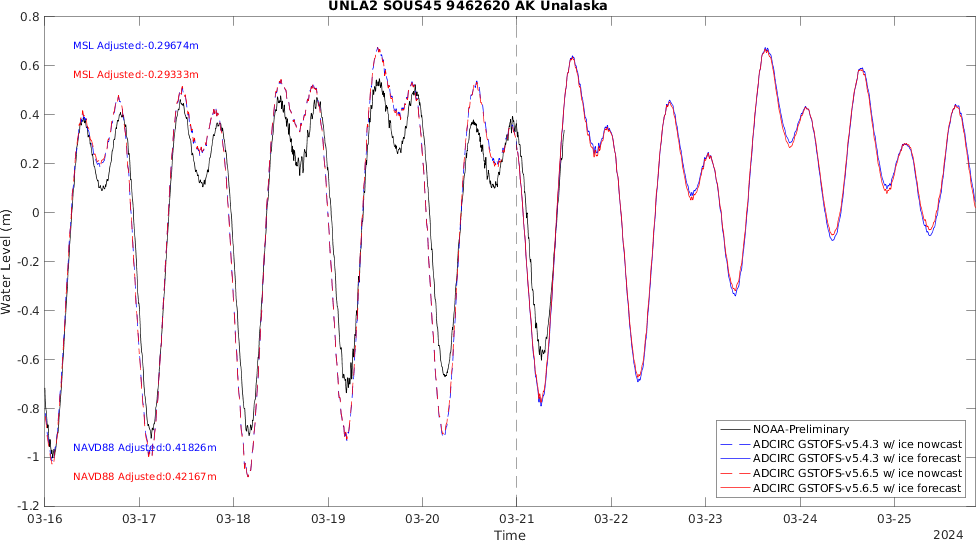 UNLA2 SOUS45 9462620 AK Unalaska
0.8
0.6
0.4
0.2
0
-0.2
-0.4
-0.6
-0.8
-1
-1.2
Water Level (m)
MSL Adjusted:-0.29674m
MSL Adjusted:-0.29333m
NAVD88 Adjusted:0.41826m
NAVD88 Adjusted:0.42167m
NOAA-Preliminary
ADCIRC GSTOFS-v5.4.3 w/ ice nowcast
ADCIRC GSTOFS-v5.4.3 w/ ice forecast
ADCIRC GSTOFS-v5.6.5 w/ ice nowcast
ADCIRC GSTOFS-v5.6.5 w/ ice forecast
03-16 03-17 03-18 03-19 03-20 03-21 03-22 03-23 03-24 03-25
Time
2024